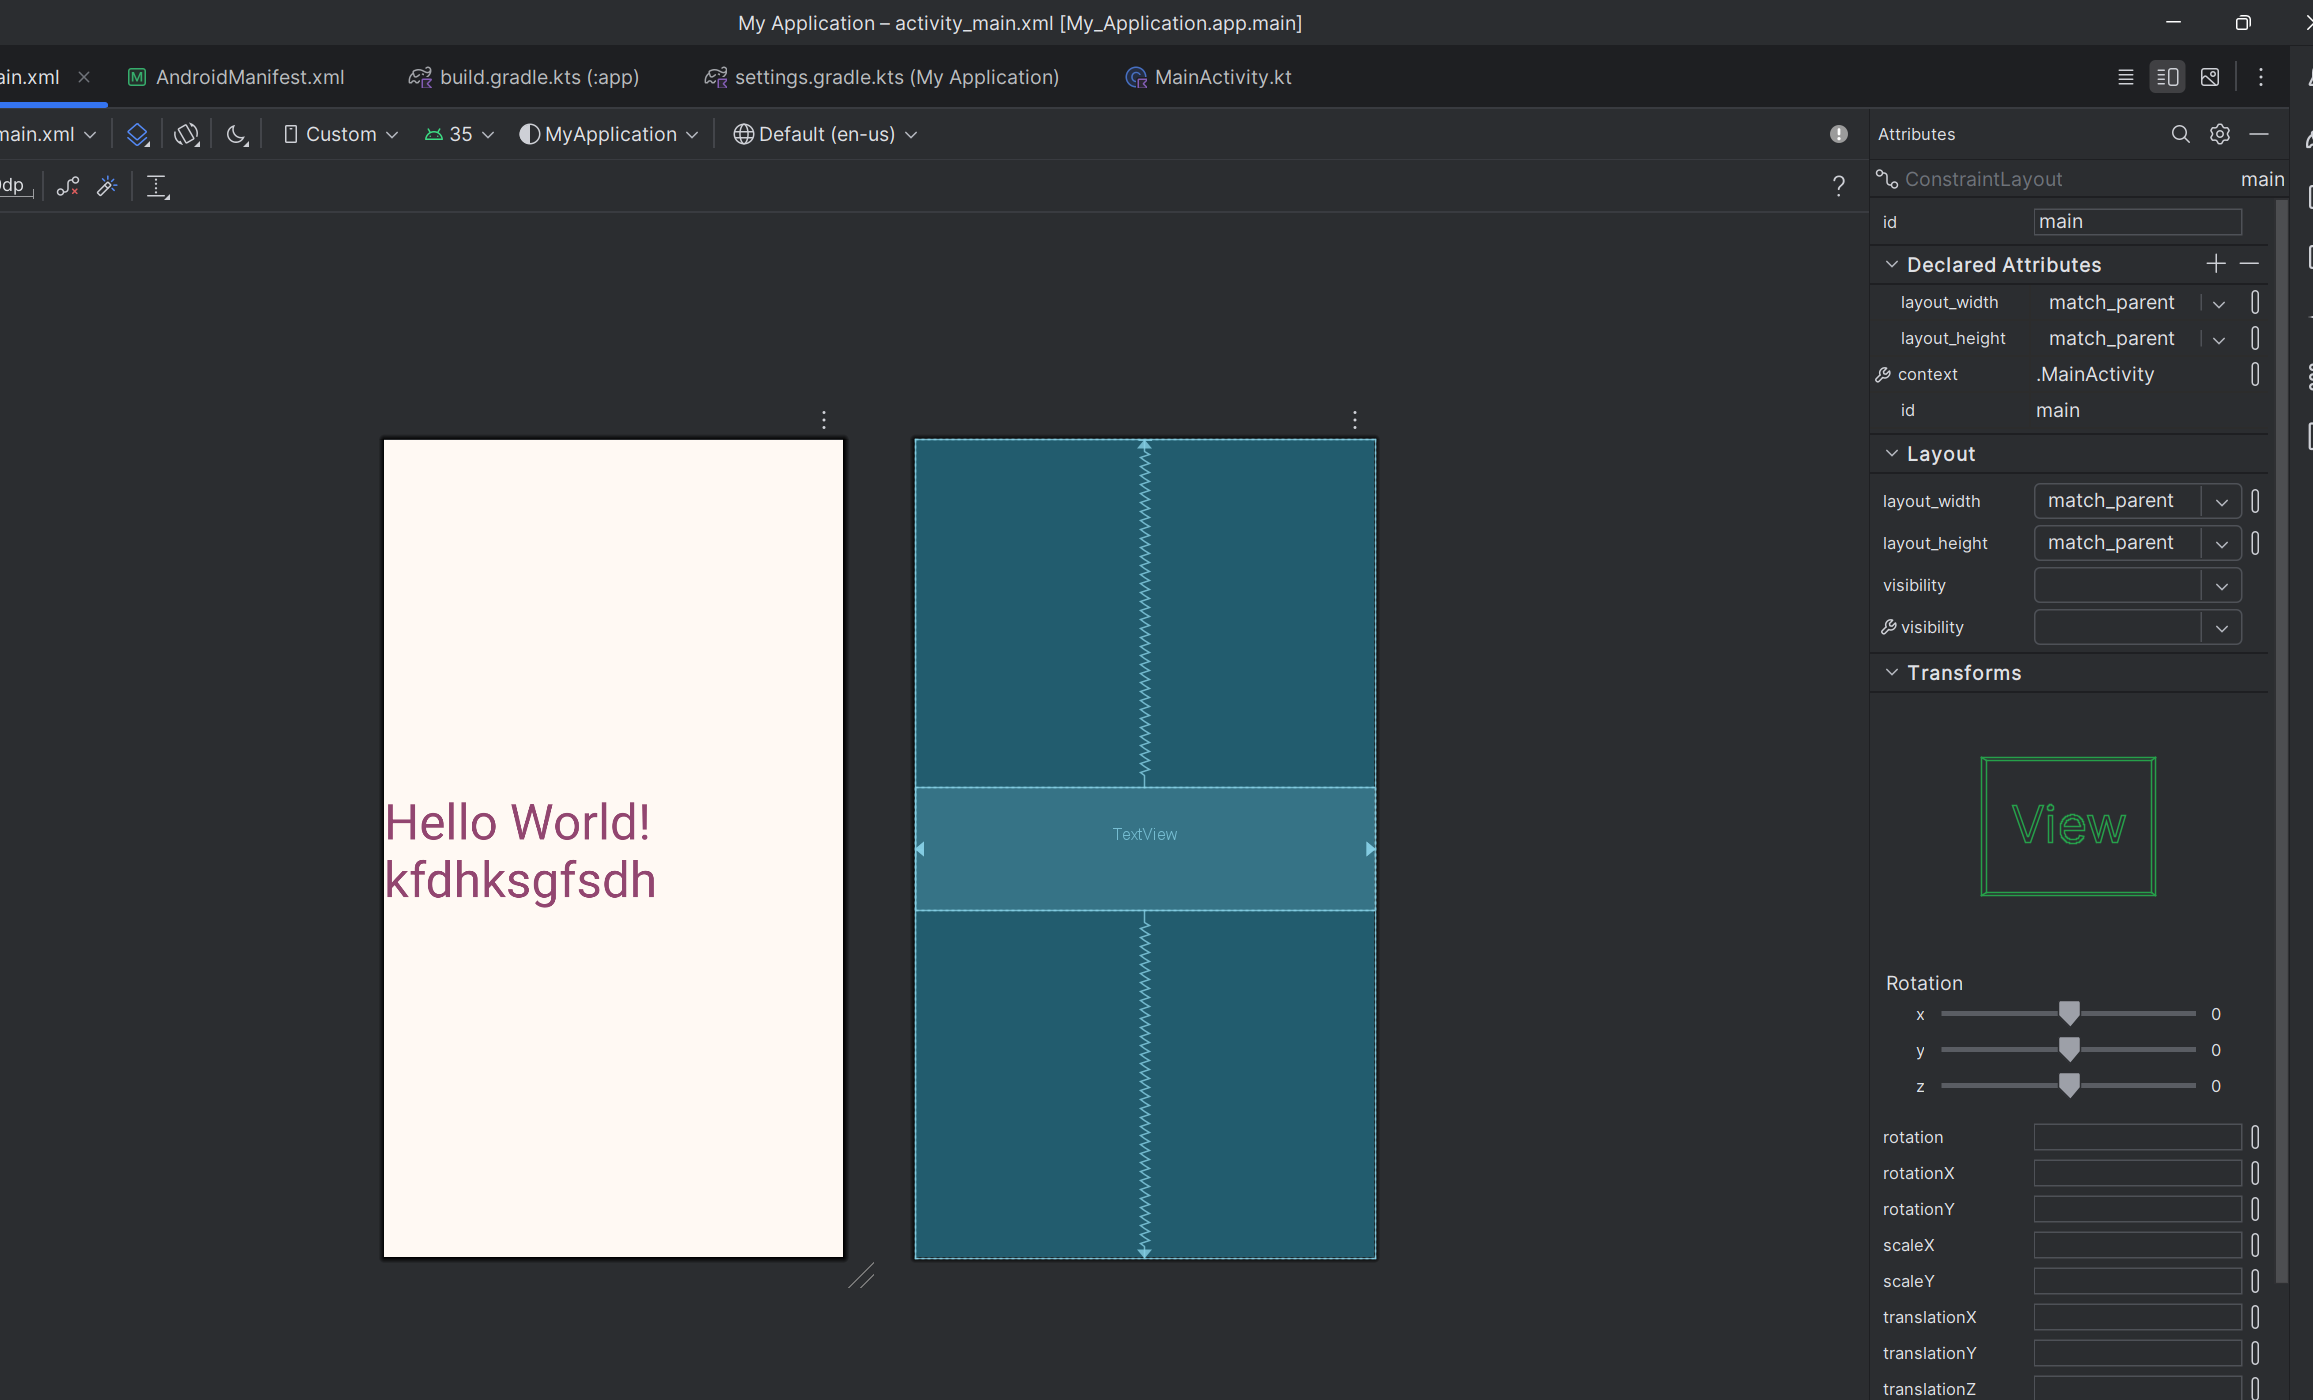 My Application – activity_main.xml [My_Application.app.main]
ain.xml
AndroidManifest.xml
build.gradle.kts (:app)
settings.gradle.kts (My Application)
MainActivity.kt
main.xml
Custom
35
MyApplication
Default (en-us)
Attributes
dp
?
ConstraintLayout
main
id
main
Declared Attributes
layout_width
match_parent
layout_height
match_parent
context
.MainActivity
id
main
Layout
layout_width
match_parent
layout_height
match_parent
visibility
visibility
Transforms
Hello World!
kfdhksgfsdh
TextView
View
Rotation
x
0
y
0
z
0
rotation
rotationX
rotationY
scaleX
scaleY
translationX
translationY
translationZ